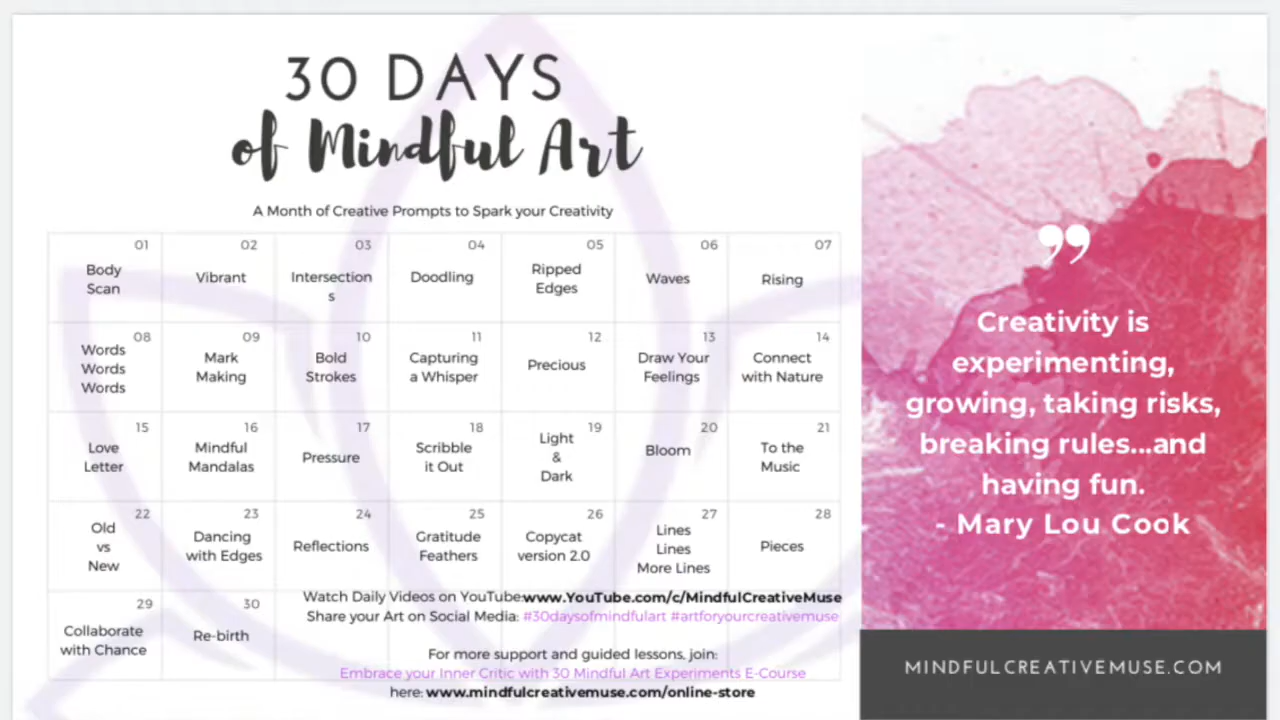 30 DAYS
of Mindful Art
A Month of Creative Prompts to Spark your Creativity
01
Body
Scan
02
Vibrant
03
Intersection
s
04
Doodling
05
Ripped
Edges
06
Waves
07
Rising
08
Words
Words
Words
09
Mark
Making
10
Bold
Strokes
11
Capturing
a Whisper
12
Precious
13
Draw Your
Feelings
14
Connect
with Nature
15
Love
Letter
16
Mindful
Mandalas
17
Pressure
18
Scribble
it Out
19
Light
&
Dark
20
Bloom
21
To the
Music
22
Old
vs
New
23
Dancing
with Edges
24
Reflections
25
Gratitude
Feathers
26
Copycat
version 2.0
27
Lines
Lines
More Lines
28
Pieces
29
Collaborate
with Chance
30
Re-birth
Watch Daily Videos on YouTube:www.YouTube.com/c/MindfulCreativeMuse
Share your Art on Social Media: #30daysofmindfulart #artforyourcreativemuse
For more support and guided lessons, join:
Embrace your Inner Critic with 30 Mindful Art Experiments E-Course
here: www.mindfulcreativemuse.com/online-store
”
Creativity is
experimenting,
growing, taking risks,
breaking rules...and
having fun.
- Mary Lou Cook
MINDFULCREATIVEMUSE.COM